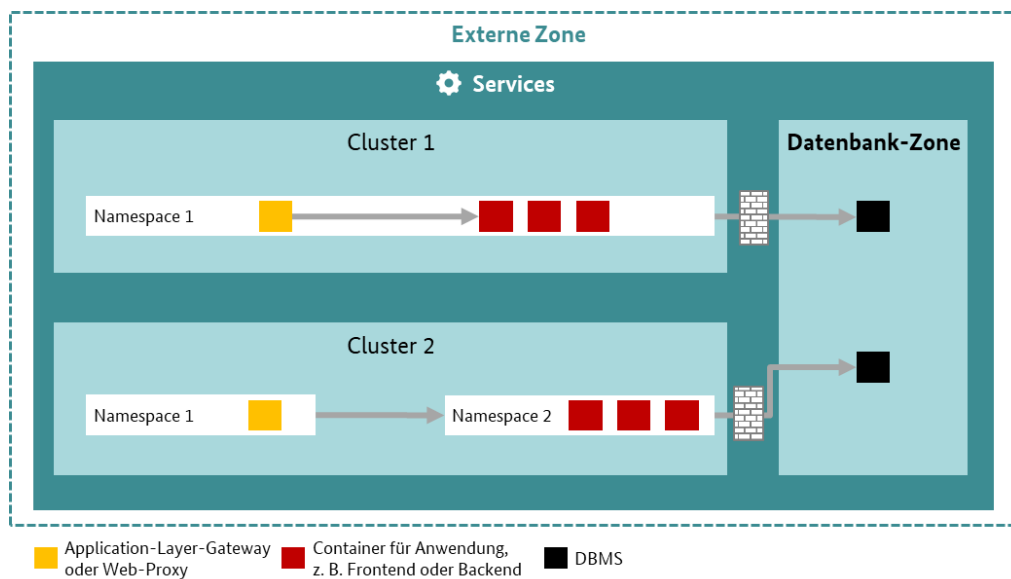 Externe Zone
Services
Cluster 1
Datenbank-Zone
Namespace 1
Cluster 2
Namespace 1
Namespace 2
Application-Layer-Gateway
oder Web-Proxy
Container für Anwendung,
z. B. Frontend oder Backend
DBMS